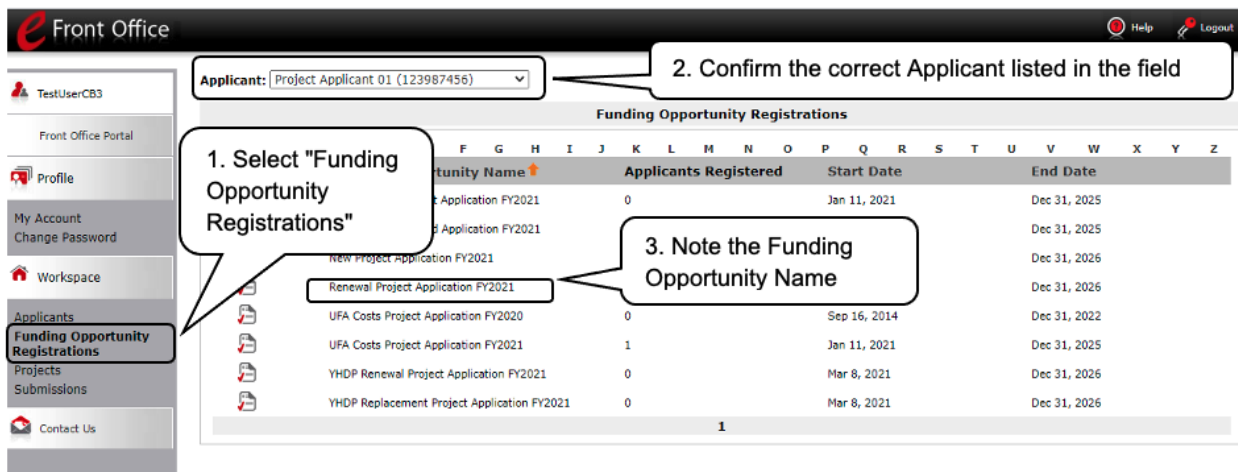 e Front Office
Help
Logout
Applicant: Project Applicant 01 (123987456)
2. Confirm the correct Applicant listed in the field
TestUserCB3
Front Office Portal
Funding Opportunity Registrations
F G H I J K L M N O P Q R S T U V W X Y Z
1. Select "Funding
Opportunity
Registrations"
Profile
My Account
Change Password
Workspace
Applicants
Funding Opportunity
Registrations
Projects
Submissions
Contact Us
Name Applicants Registered Start Date End Date
Application FY2021 0 Jan 11, 2021 Dec 31, 2025
Application FY2021 Dec 31, 2025
New Project Application FY2021 Dec 31, 2026
3. Note the Funding
Opportunity Name
Renewal Project Application FY2021 Dec 31, 2026
UFA Costs Project Application FY2020 0 Sep 16, 2014 Dec 31, 2022
UFA Costs Project Application FY2021 1 Jan 11, 2021 Dec 31, 2025
YHDP Renewal Project Application FY2021 0 Mar 8, 2021 Dec 31, 2026
YHDP Replacement Project Application FY2021 0 Mar 8, 2021 Dec 31, 2026
1